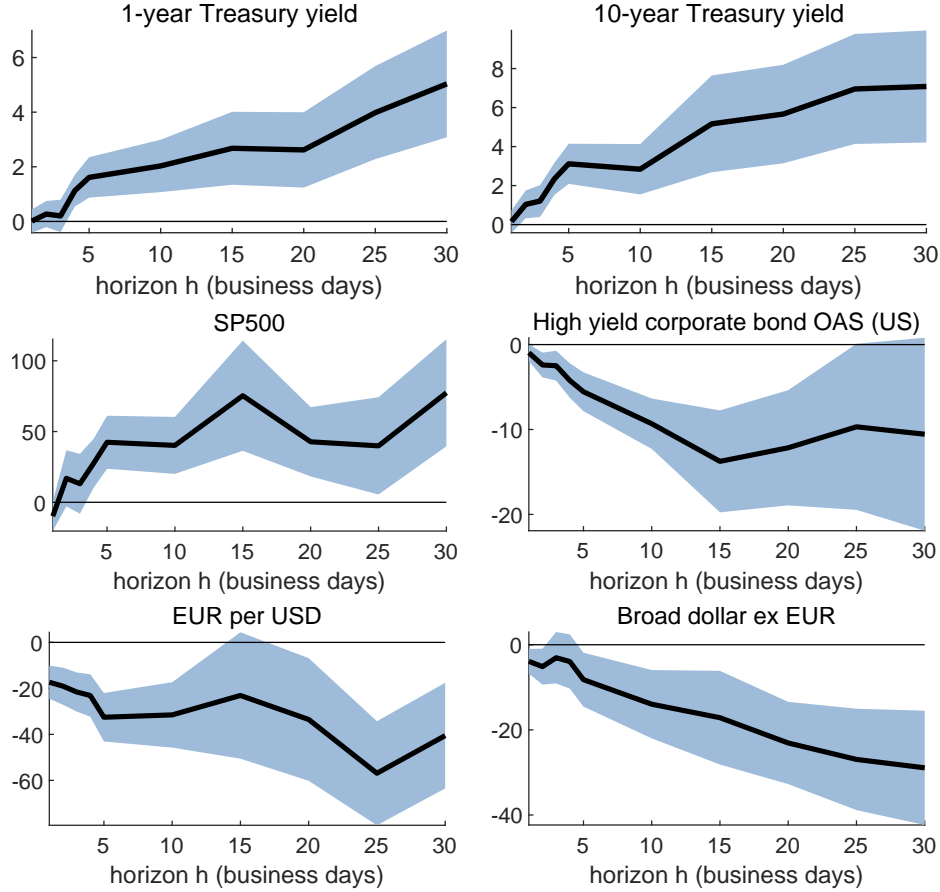 1-year Treasury yield
6
4
2
0
5 10 15 20 25 30
horizon h (business days)
10-year Treasury yield
8
6
4
2
0
5 10 15 20 25 30
horizon h (business days)
SP500
100
50
0
5 10 15 20 25 30
horizon h (business days)
High yield corporate bond OAS (US)
0
-10
-20
5 10 15 20 25 30
horizon h (business days)
EUR per USD
0
-20
-40
-60
5 10 15 20 25 30
horizon h (business days)
Broad dollar ex EUR
0
-20
-40
5 10 15 20 25 30
horizon h (business days)